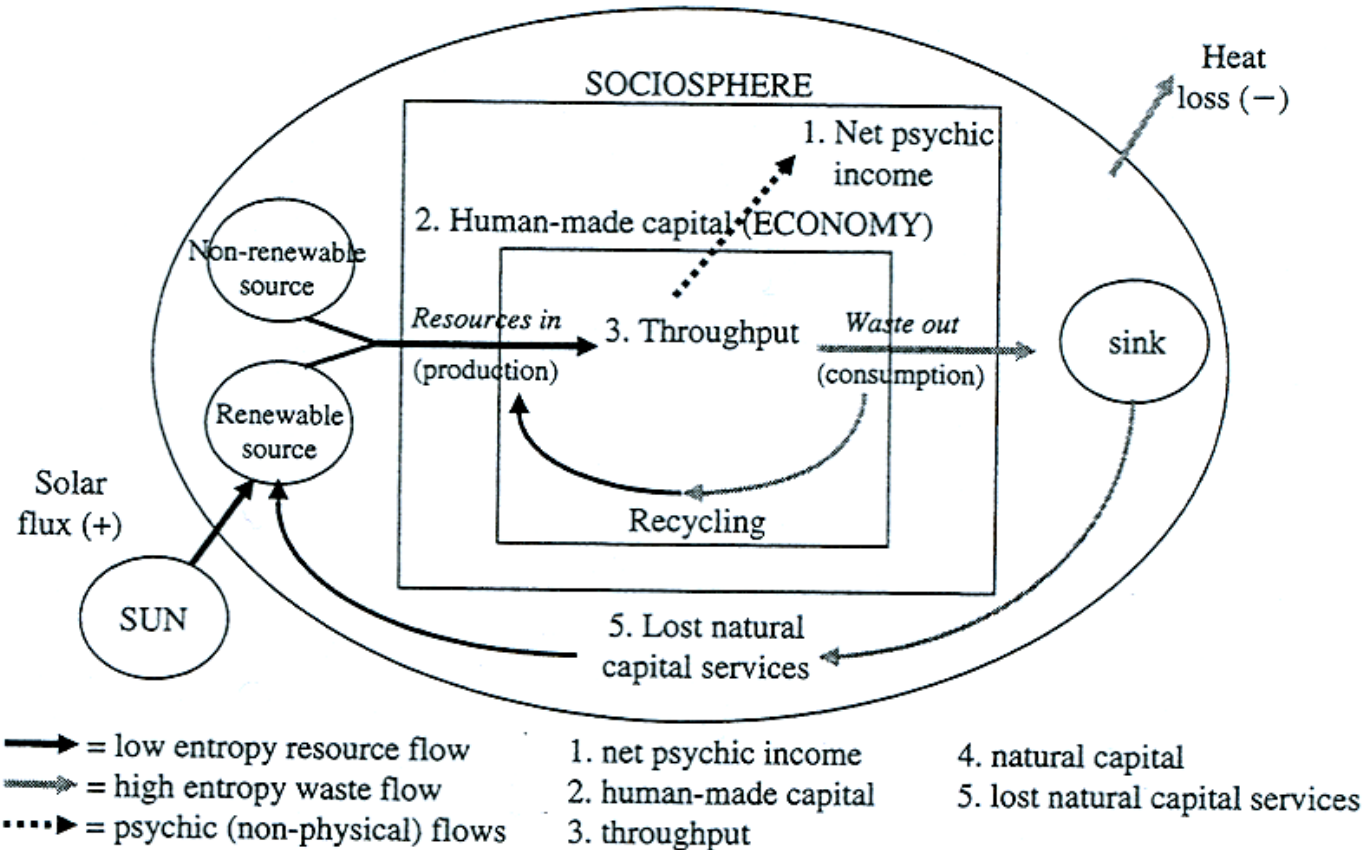 SOCIOSPHERE
Heat
loss (−)
1. Net psychic
income
2. Human-made capital (ECONOMY)
Non-renewable
source
Resources in
(production)
3. Throughput
Waste out
(consumption)
sink
Renewable
source
Solar
flux (+)
Recycling
SUN
5. Lost natural
capital services
= low entropy resource flow
= high entropy waste flow
= psychic (non-physical) flows
1. net psychic income
2. human-made capital
3. throughput
4. natural capital
5. lost natural capital services